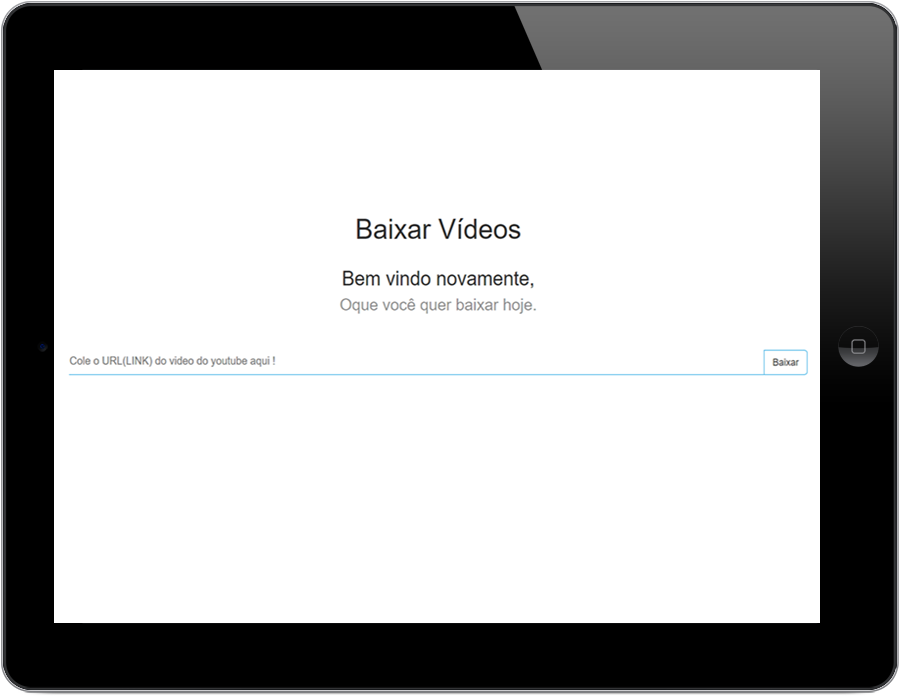 Baixar Vídeos
Bem vindo novamente,
Oque você quer baixar hoje.
Cole o URL(LINK) do video do youtube aqui !
Baixar